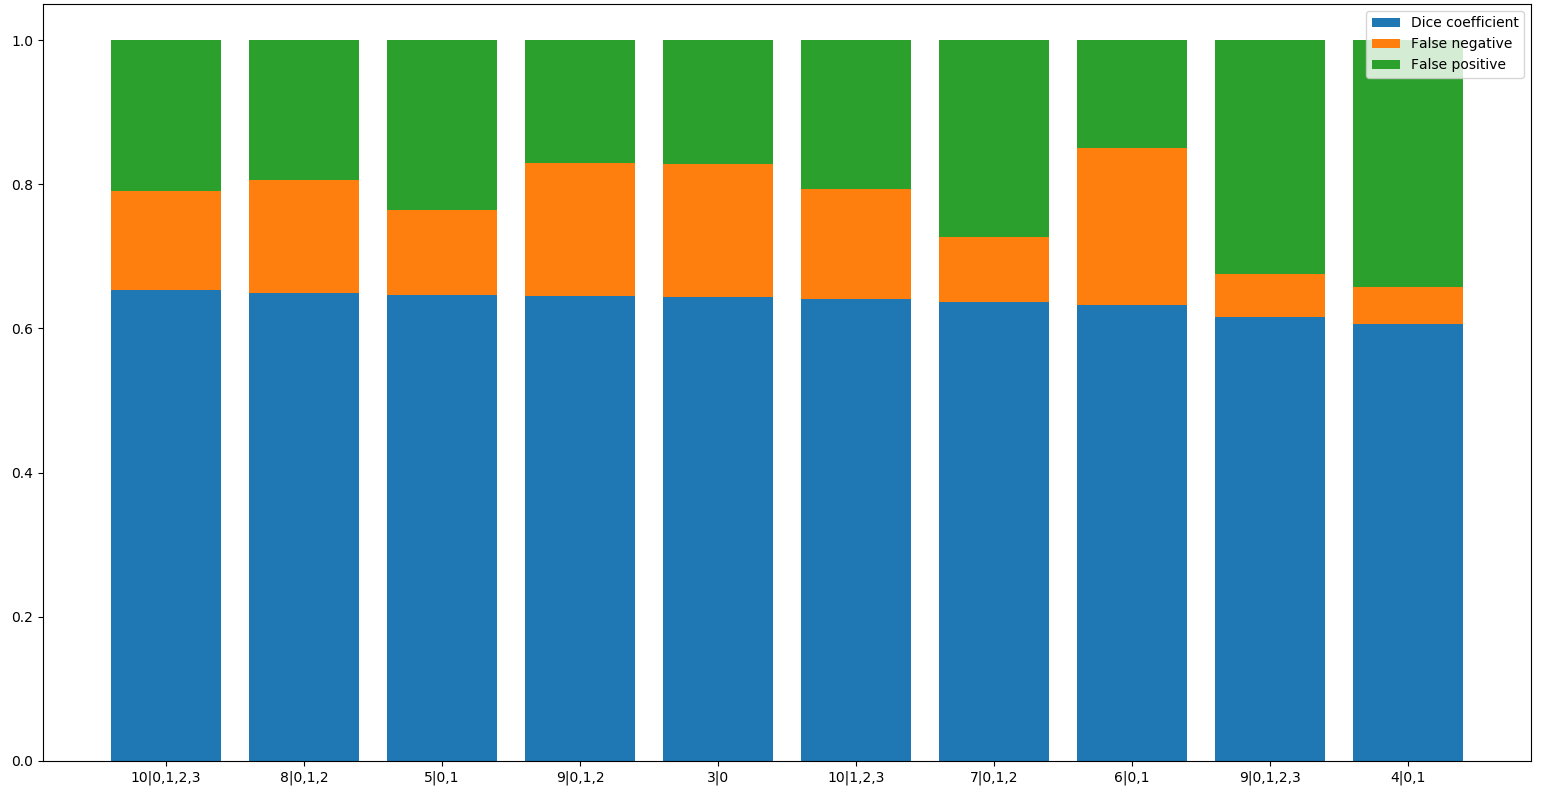 Dice coefficient
False negative
False positive
1.0
0.8
0.6
0.4
0.2
0.0
10|0,1,2,3 8|0,1,2 5|0,1 9|0,1,2 3|0 10|1,2,3 7|0,1,2 6|0,1 9|0,1,2,3 4|0,1